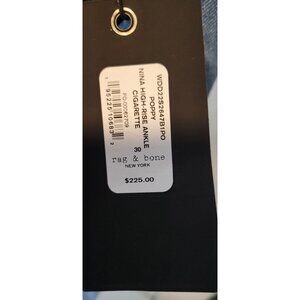 WDD22S2647B1PO
POPPY
NINA HIGH-RISE ANKLE
CIGARETTE
30
rag & bone
NEW YORK
$225.00